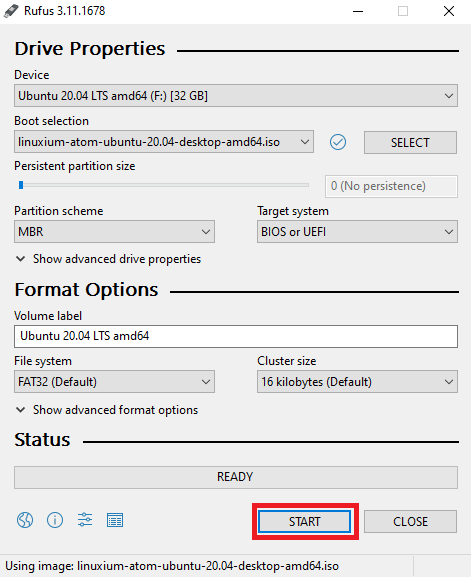 Rufus 3.11.1678
Drive Properties
Device
Ubuntu 20.04 LTS amd64 (F:) [32 GB]
Boot selection
linuxium-atom-ubuntu-20.04-desktop-amd64.iso
SELECT
Persistent partition size
0 (No persistence)
Partition scheme
Target system
MBR
BIOS or UEFI
Show advanced drive properties
Format Options
Volume label
Ubuntu 20.04 LTS amd64
File system
Cluster size
FAT32 (Default)
16 kilobytes (Default)
Show advanced format options
Status
READY
START
CLOSE
Using image: linuxium-atom-ubuntu-20.04-desktop-amd64.iso